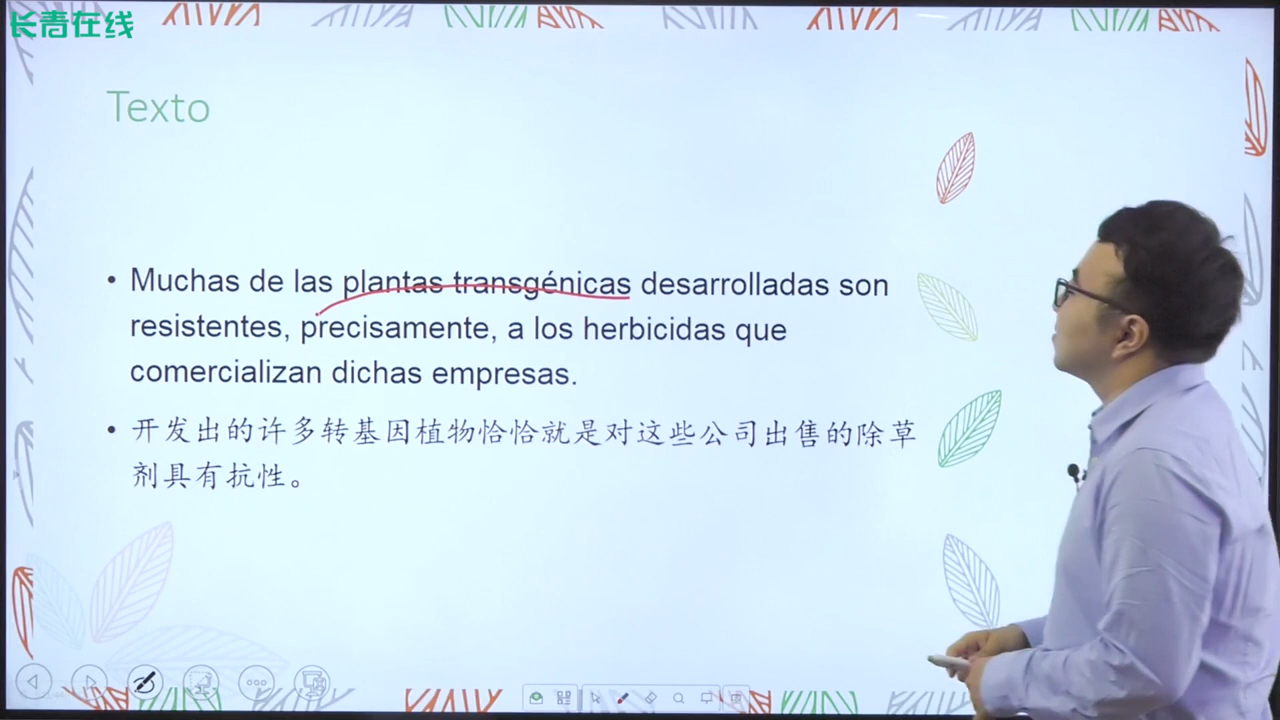 长青在线
Texto
• Muchas de las plantas transgénicas desarrolladas son
resistentes, precisamente, a los herbicidas que
comercializan dichas empresas.
• 开发出的许多转基因植物恰恰就是对这些公司出售的除草
剂具有抗性。